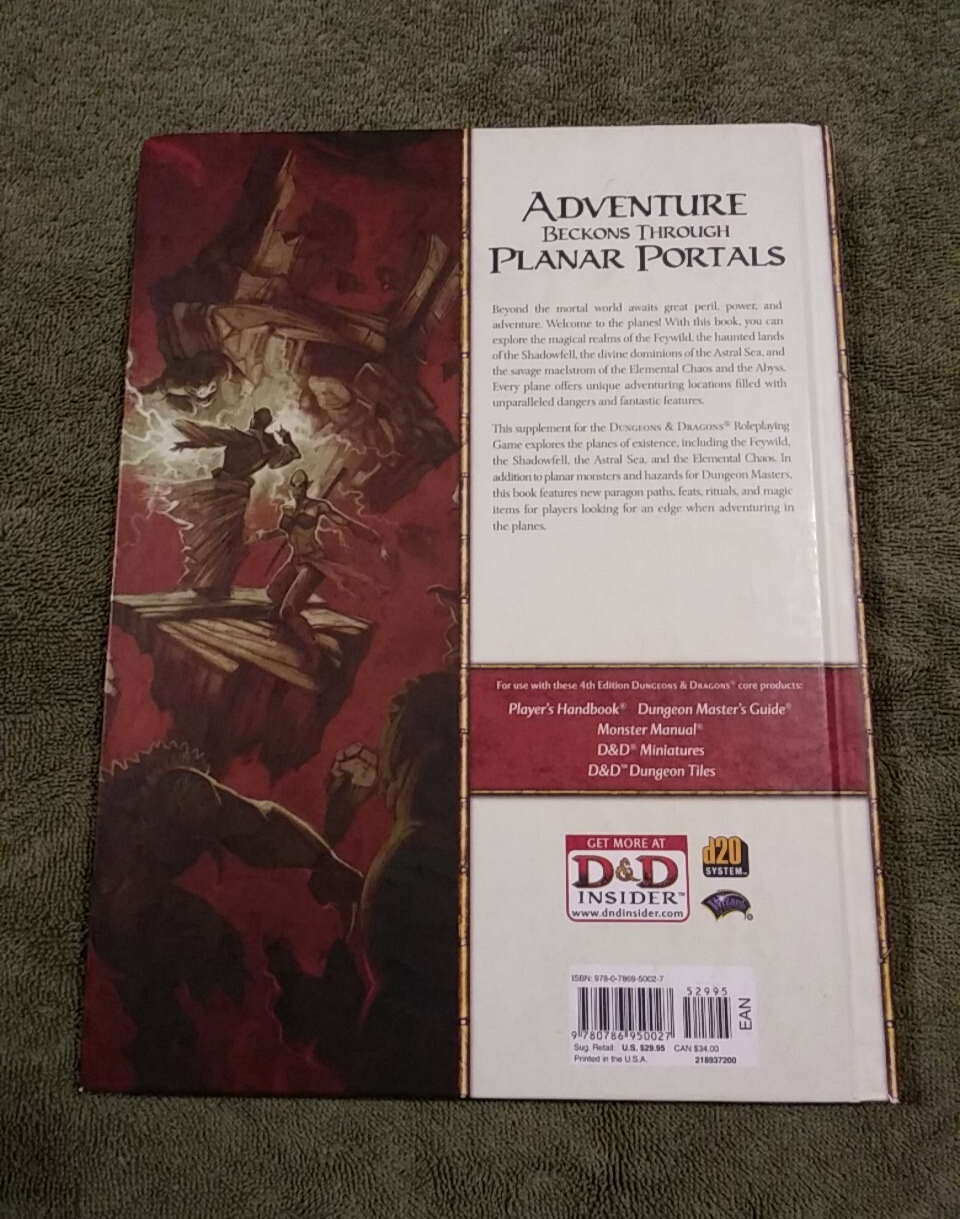 ADVENTURE
BECKONS THROUGH
PLANAR PORTALS
Beyond the mortal world awaits great peril, power, and
adventure. Welcome to the planes! With this book, you can
explore the magical realms of the Feywild, the haunted lands
of the Shadowfell, the divine dominions of the Astral Sea, and
the savage maelstrom of the Elemental Chaos and the Abyss.
Every plane offers unique adventuring locations filled with
unparalleled dangers and fantastic features.
This supplement for the DUNGEONS & DRAGONS® Roleplaying
Game explores the planes of existence, including the Feywild,
the Shadowfell, the Astral Sea, and the Elemental Chaos. In
addition to planar monsters and hazards for Dungeon Masters,
this book features new paragon paths, feats, rituals, and magic
items for players looking for an edge when adventuring in
the planes.
For use with these 4th Edition DUNGEONS & DRAGONS® core products:
Player's Handbook® Dungeon Master's Guide®
Monster Manual®
D&D® Miniatures
D&D™ Dungeon Tiles
GET MORE AT
D&D
INSIDER™
www.dndinsider.com
d20
SYSTEM™
Wizards ®
ISBN: 978-0-7869-5002-7
52995
EAN
9 780786 950027
Sug. Retail: U.S. $29.95 CAN $34.00
Printed in the U.S.A. 218937200